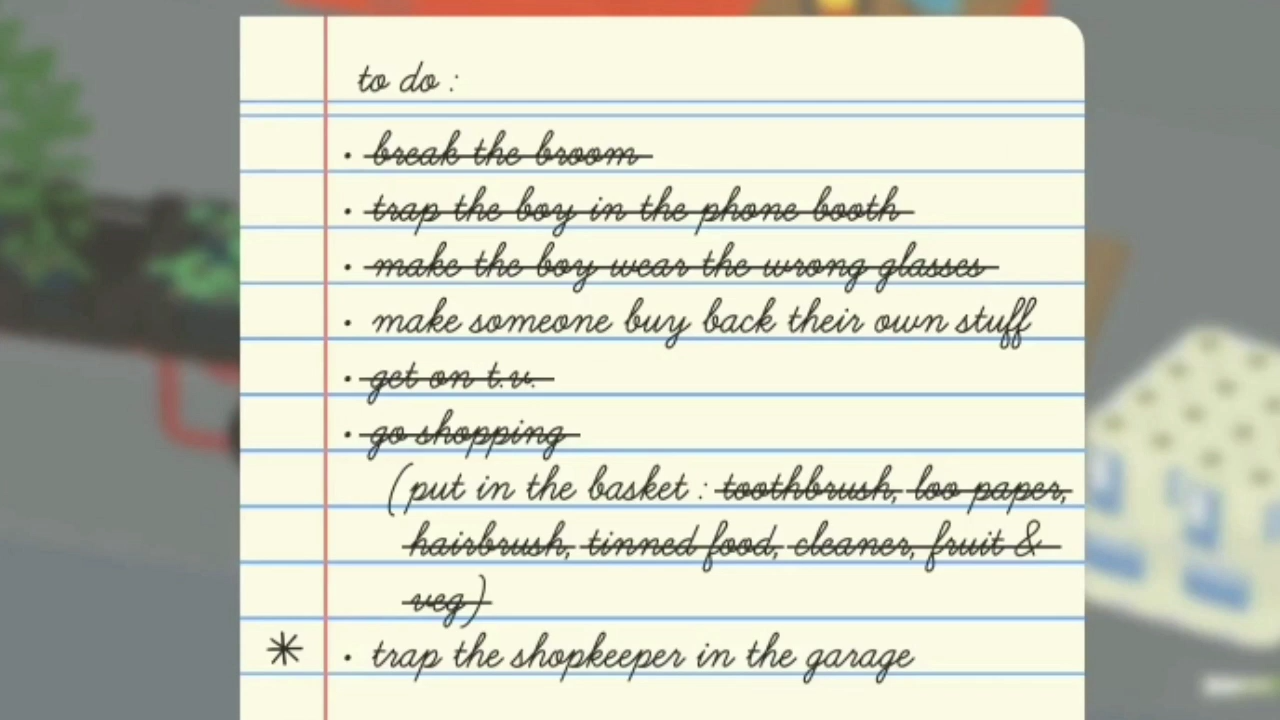 to do :
• break the broom
• trap the boy in the phone booth
• make the boy wear the wrong glasses
• make someone buy back their own stuff
• get on t.v.
• go shopping
(put in the basket : toothbrush, loo paper,
hairbrush, tinned food, cleaner, fruit &
veg)
* • trap the shopkeeper in the garage